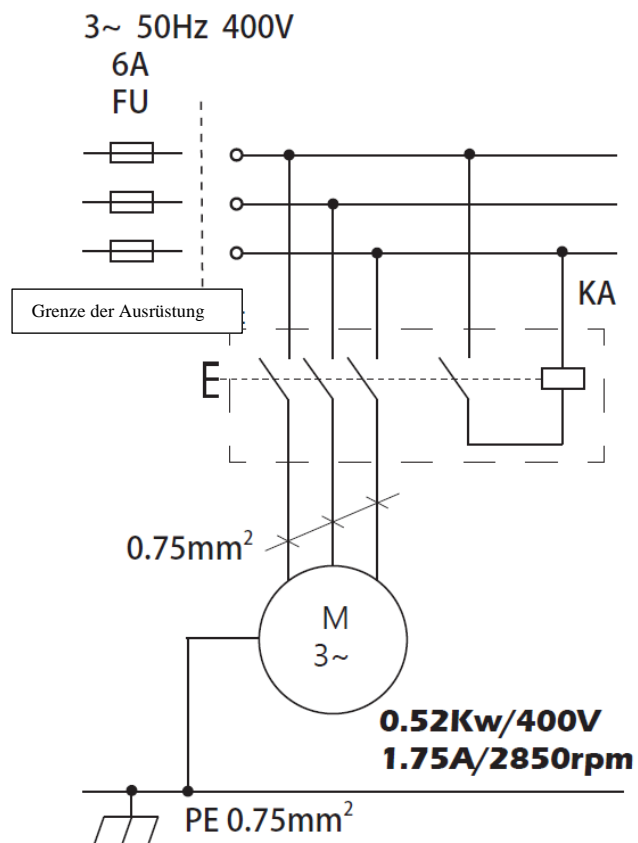 3~ 50Hz 400V
6A
FU
Grenze der Ausrüstung
KA
E
0.75mm²
M
3~
0.52Kw/400V
1.75A/2850rpm
PE 0.75mm²